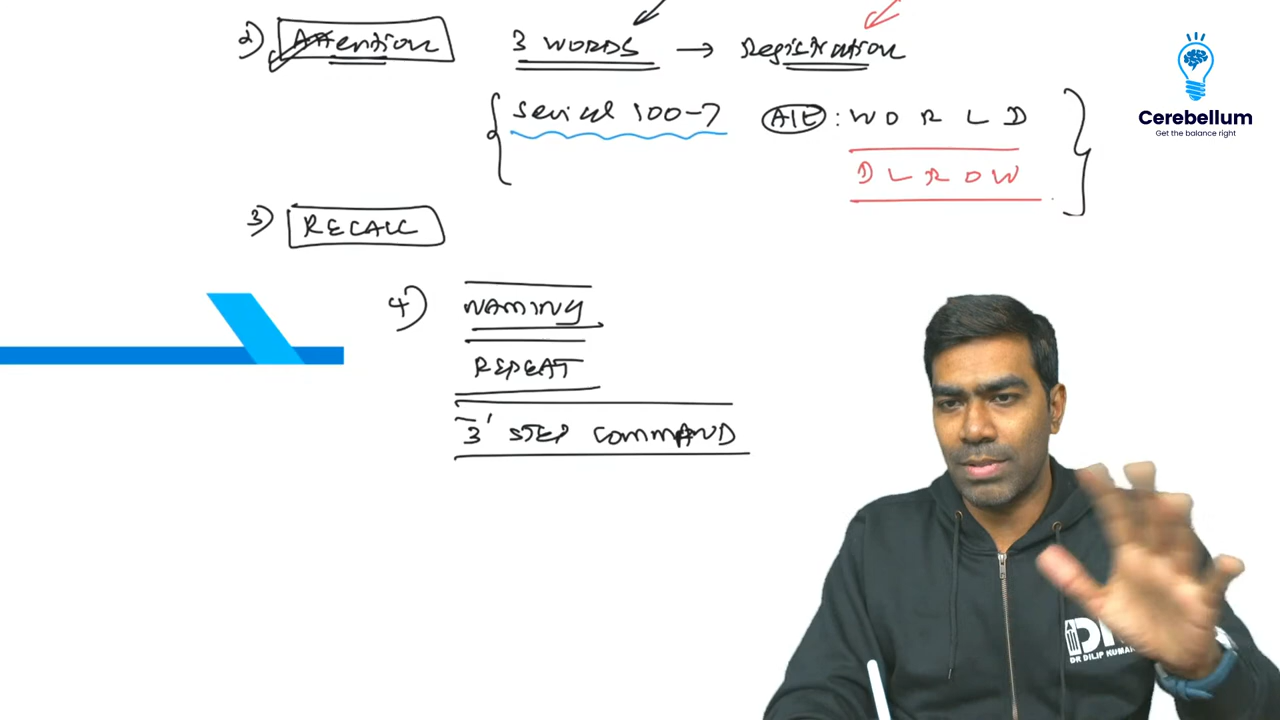 2) Attention 3 WORDS → Registration
Serial 100-7 A/E : W O R L D
D L R O W
3) RECALL
4) NAMING
REPEAT
3 STEP COMMAND
Cerebellum
Get the balance right
DR DILIP KUMAR